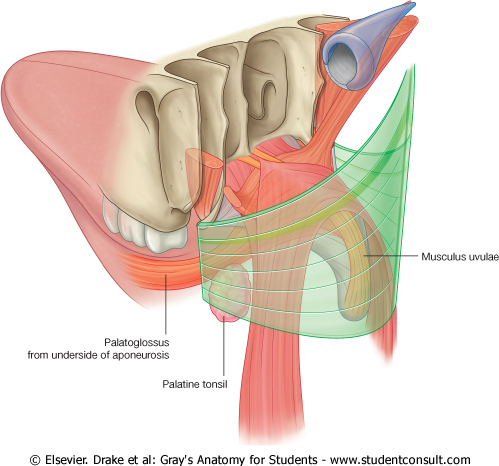 Musculus uvulae
Palatoglossus
from underside of aponeurosis
Palatine tonsil
© Elsevier. Drake et al: Gray's Anatomy for Students - www.studentconsult.com